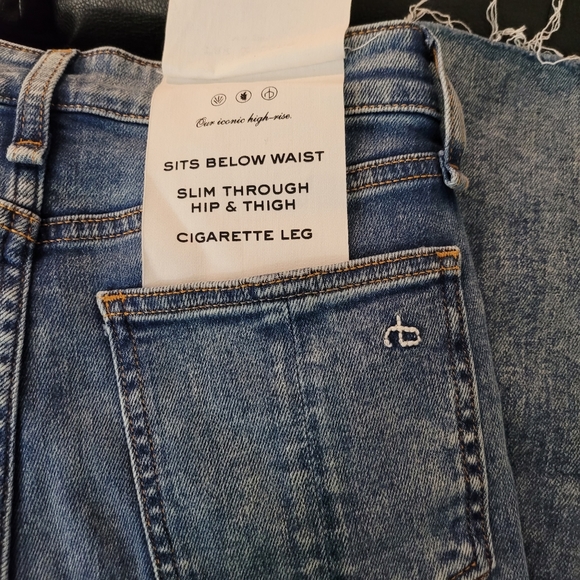 Our iconic high-rise.
SITS BELOW WAIST
SLIM THROUGH
HIP & THIGH
CIGARETTE LEG